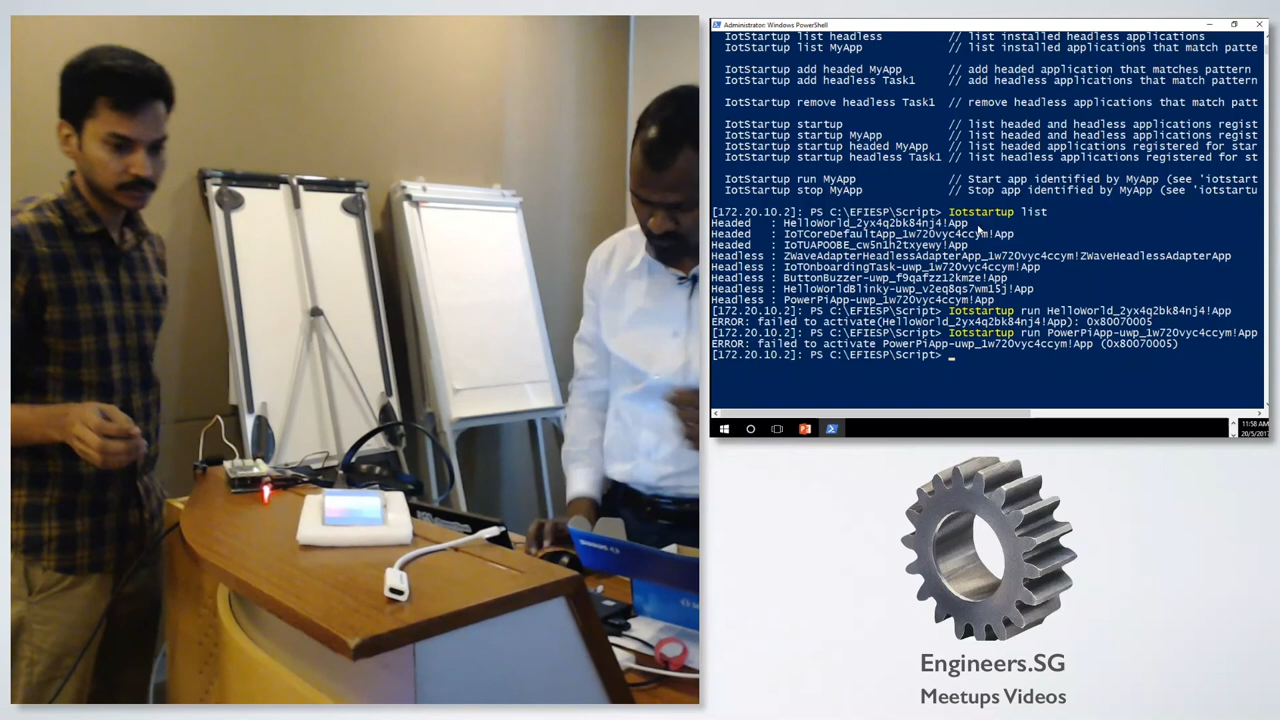 Administrator: Windows PowerShell
IotStartup list headless // list installed headless applications
IotStartup list MyApp // list installed applications that match patte
IotStartup add headed MyApp // add headed application that matches pattern
IotStartup add headless Task1 // add headless applications that match pattern
IotStartup remove headless Task1 // remove headless applications that match patt
IotStartup startup // list headed and headless applications regist
IotStartup startup MyApp // list headed and headless applications regist
IotStartup startup headed MyApp // list headed applications registered for star
IotStartup startup headless Task1 // list headless applications registered for st
IotStartup run MyApp // Start app identified by MyApp (see 'iotstart
IotStartup stop MyApp // Stop app identified by MyApp (see 'iotstartu
[172.20.10.2]: PS C:\EFIESP\Script> Iotstartup list
Headed : HelloWorld_2yx4q2bk84nj4!App
Headed : IoTCoreDefaultApp_1w720vyc4ccym!App
Headed : IoTUAPOOBE_cw5n1h2txyewy!App
Headless : ZWaveAdapterHeadlessAdapterApp_1w720vyc4ccym!ZWaveHeadlessAdapterApp
Headless : IoTOnboardingTask-uwp_1w720vyc4ccym!App
Headless : ButtonBuzzer-uwp_f9qafzz12kmze!App
Headless : HelloWorldBlinky-uwp_v2eq8qs7wm15j!App
Headless : PowerPiApp-uwp_1w720vyc4ccym!App
[172.20.10.2]: PS C:\EFIESP\Script> Iotstartup run HelloWorld_2yx4q2bk84nj4!App
ERROR: failed to activate(HelloWorld_2yx4q2bk84nj4!App): 0x80070005
[172.20.10.2]: PS C:\EFIESP\Script> Iotstartup run PowerPiApp-uwp_1w720vyc4ccym!App
ERROR: failed to activate PowerPiApp-uwp_1w720vyc4ccym!App (0x80070005)
[172.20.10.2]: PS C:\EFIESP\Script> _
11:58 AM
20/5/2017
Engineers.SG
Meetups Videos